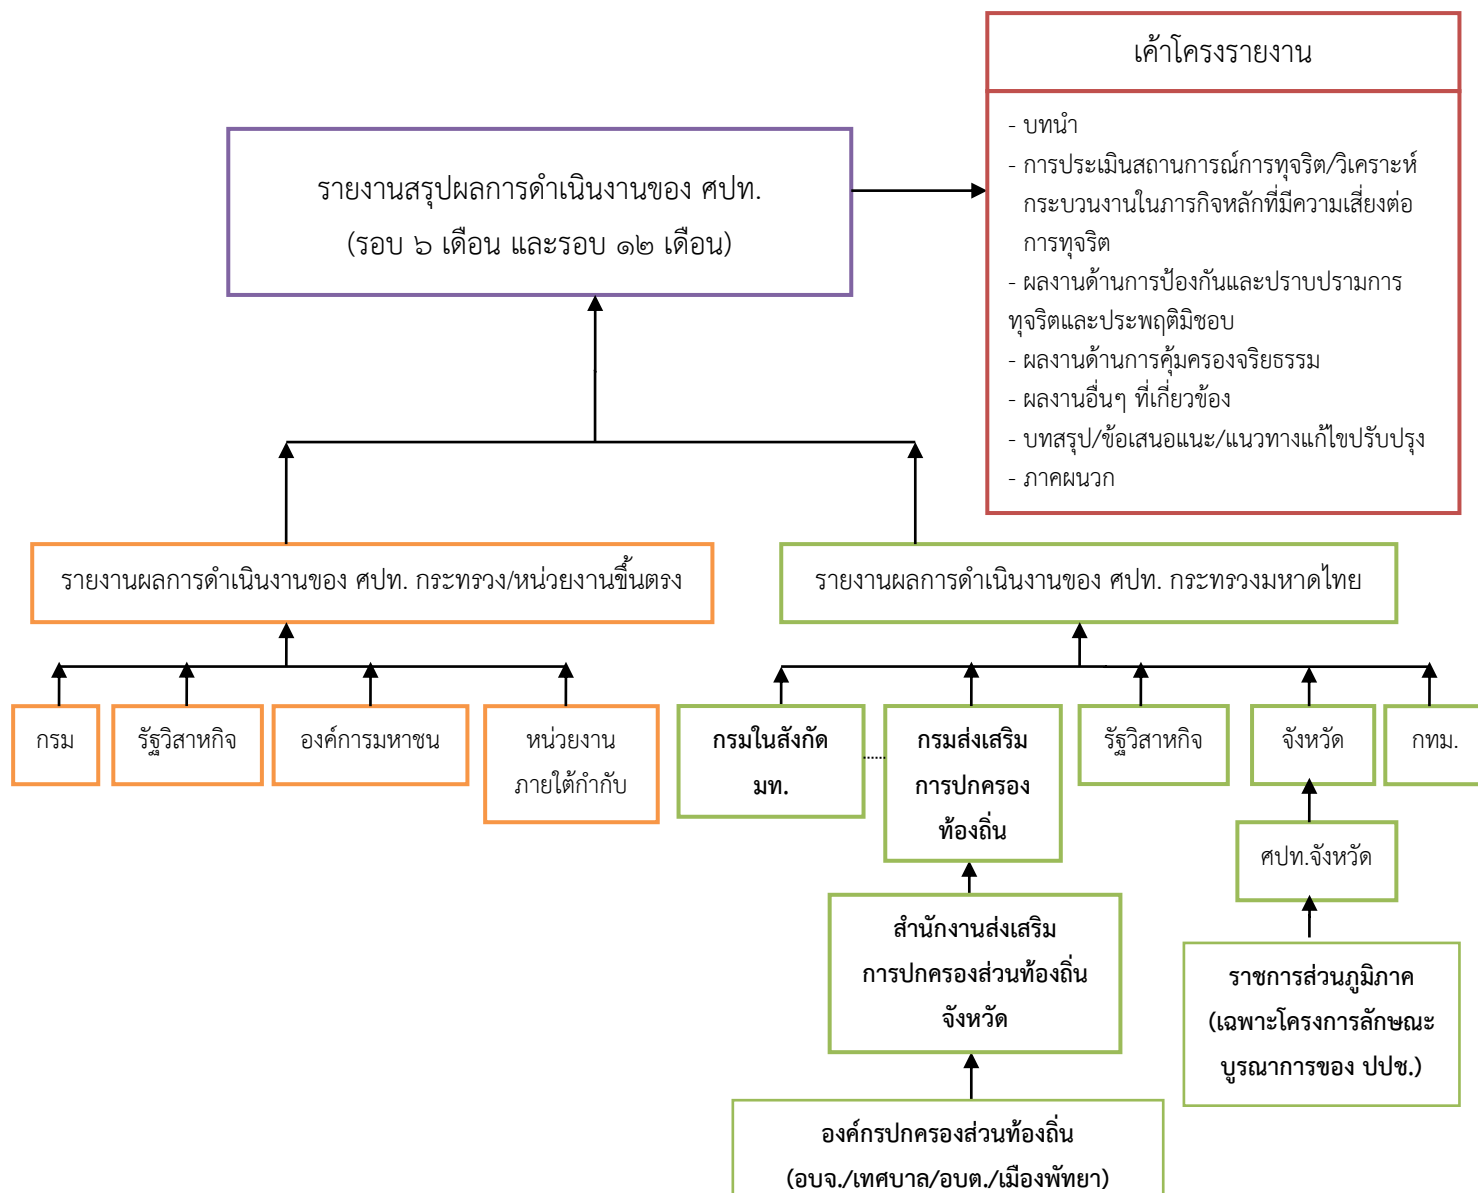 เค้าโครงรายงาน
- บทนำ
- การประเมินสถานการณ์การทุจริต/วิเคราะห์
กระบวนงานในภารกิจหลักที่มีความเสี่ยงต่อ
การทุจริต
- ผลงานด้านการป้องกันและปราบปรามการ
ทุจริตและประพฤติมิชอบ
- ผลงานด้านการคุ้มครองจริยธรรม
- ผลงานอื่นๆ ที่เกี่ยวข้อง
- บทสรุป/ข้อเสนอแนะ/แนวทางแก้ไขปรับปรุง
- ภาคผนวก
รายงานสรุปผลการดำเนินงานของ ศปท.
(รอบ ๖ เดือน และรอบ ๑๒ เดือน)
รายงานผลการดำเนินงานของ ศปท. กระทรวง/หน่วยงานขึ้นตรง
รายงานผลการดำเนินงานของ ศปท. กระทรวงมหาดไทย
กรม
รัฐวิสาหกิจ
องค์การมหาชน
หน่วยงาน
ภายใต้กำกับ
กรมในสังกัด
มท.
กรมส่งเสริม
การปกครอง
ท้องถิ่น
รัฐวิสาหกิจ
จังหวัด
กทม.
ศปท.จังหวัด
สำนักงานส่งเสริม
การปกครองส่วนท้องถิ่น
จังหวัด
ราชการส่วนภูมิภาค
(เฉพาะโครงการลักษณะ
บูรณาการของ ปปช.)
องค์กรปกครองส่วนท้องถิ่น
(อบจ./เทศบาล/อบต./เมืองพัทยา)